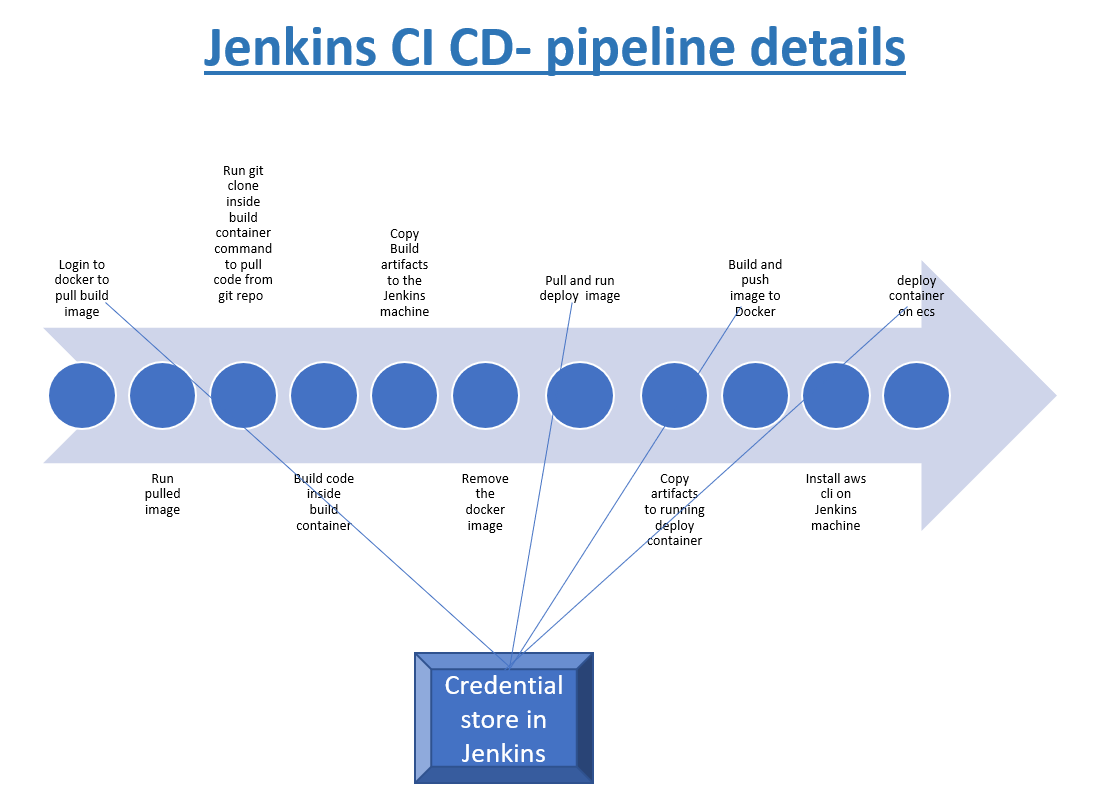 Jenkins CI CD- pipeline details
Login to
docker to
pull build
image
Run
pulled
image
Run git
clone
inside
build
container
command
to pull
code from
git repo
Build code
inside
build
container
Copy
Build
artifacts
to the
Jenkins
machine
Remove
the
docker
image
Pull and run
deploy  image
Copy
artifacts
to running
deploy
container
Build and
push
image to
Docker
Install aws
cli on
Jenkins
machine
deploy
container
on ecs
Credential
store in
Jenkins